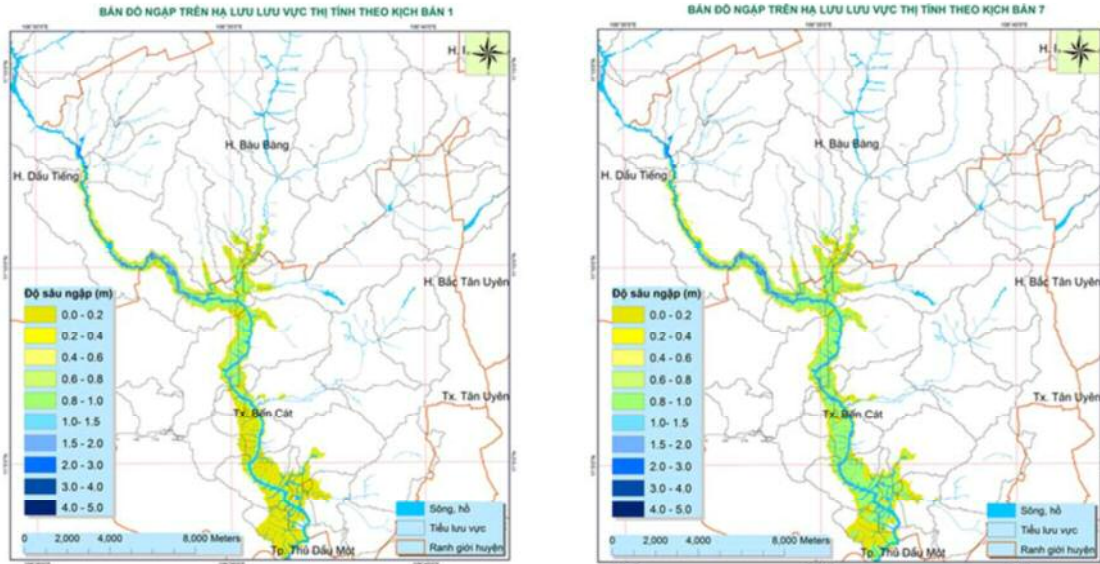 BẢN ĐỒ NGẬP TRÊN HẠ LƯU LƯU VỰC THỊ TÍNH THEO KỊCH BẢN 1
H. Bàu Bàng
H. Dầu Tiếng
H. Bắc Tân Uyên
Tx. Tân Uyên
Tx. Bến Cát
Tp. Thủ Dầu Một
Độ sâu ngập (m)
0.0 - 0.2
0.2 - 0.4
0.4 - 0.6
0.6 - 0.8
0.8 - 1.0
1.0- 1.5
1.5 - 2.0
2.0 - 3.0
3.0 - 4.0
4.0 - 5.0
Sông, hồ
Tiểu lưu vực
Ranh giới huyện
0 2,000 4,000 8,000 Meters
BẢN ĐỒ NGẬP TRÊN HẠ LƯU LƯU VỰC THỊ TÍNH THEO KỊCH BẢN 7
H. Bàu Bàng
H. Dầu Tiếng
H. Bắc Tân Uyên
Tx. Tân Uyên
Tx. Bến Cát
Tp. Thủ Dầu Một
Độ sâu ngập (m)
0.0 - 0.2
0.2 - 0.4
0.4 - 0.6
0.6 - 0.8
0.8 - 1.0
1.0- 1.5
1.5 - 2.0
2.0 - 3.0
3.0 - 4.0
4.0 - 5.0
Sông, hồ
Tiểu lưu vực
Ranh giới huyện
0 2,000 4,000 8,000 Meters